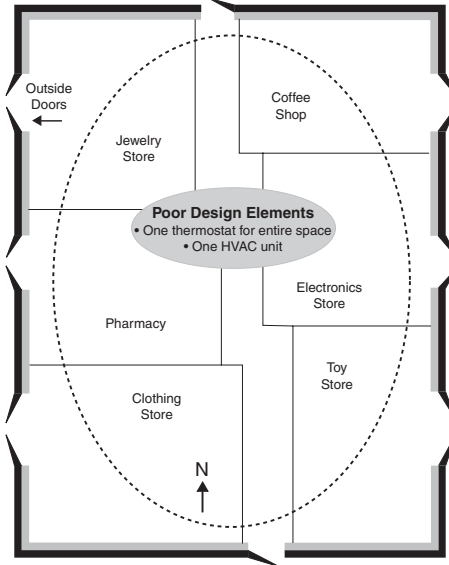 Outside
Doors
Coffee
Shop
Jewelry
Store
Poor Design Elements
• One thermostat for entire space
• One HVAC unit
Electronics
Store
Pharmacy
Toy
Store
Clothing
Store
N